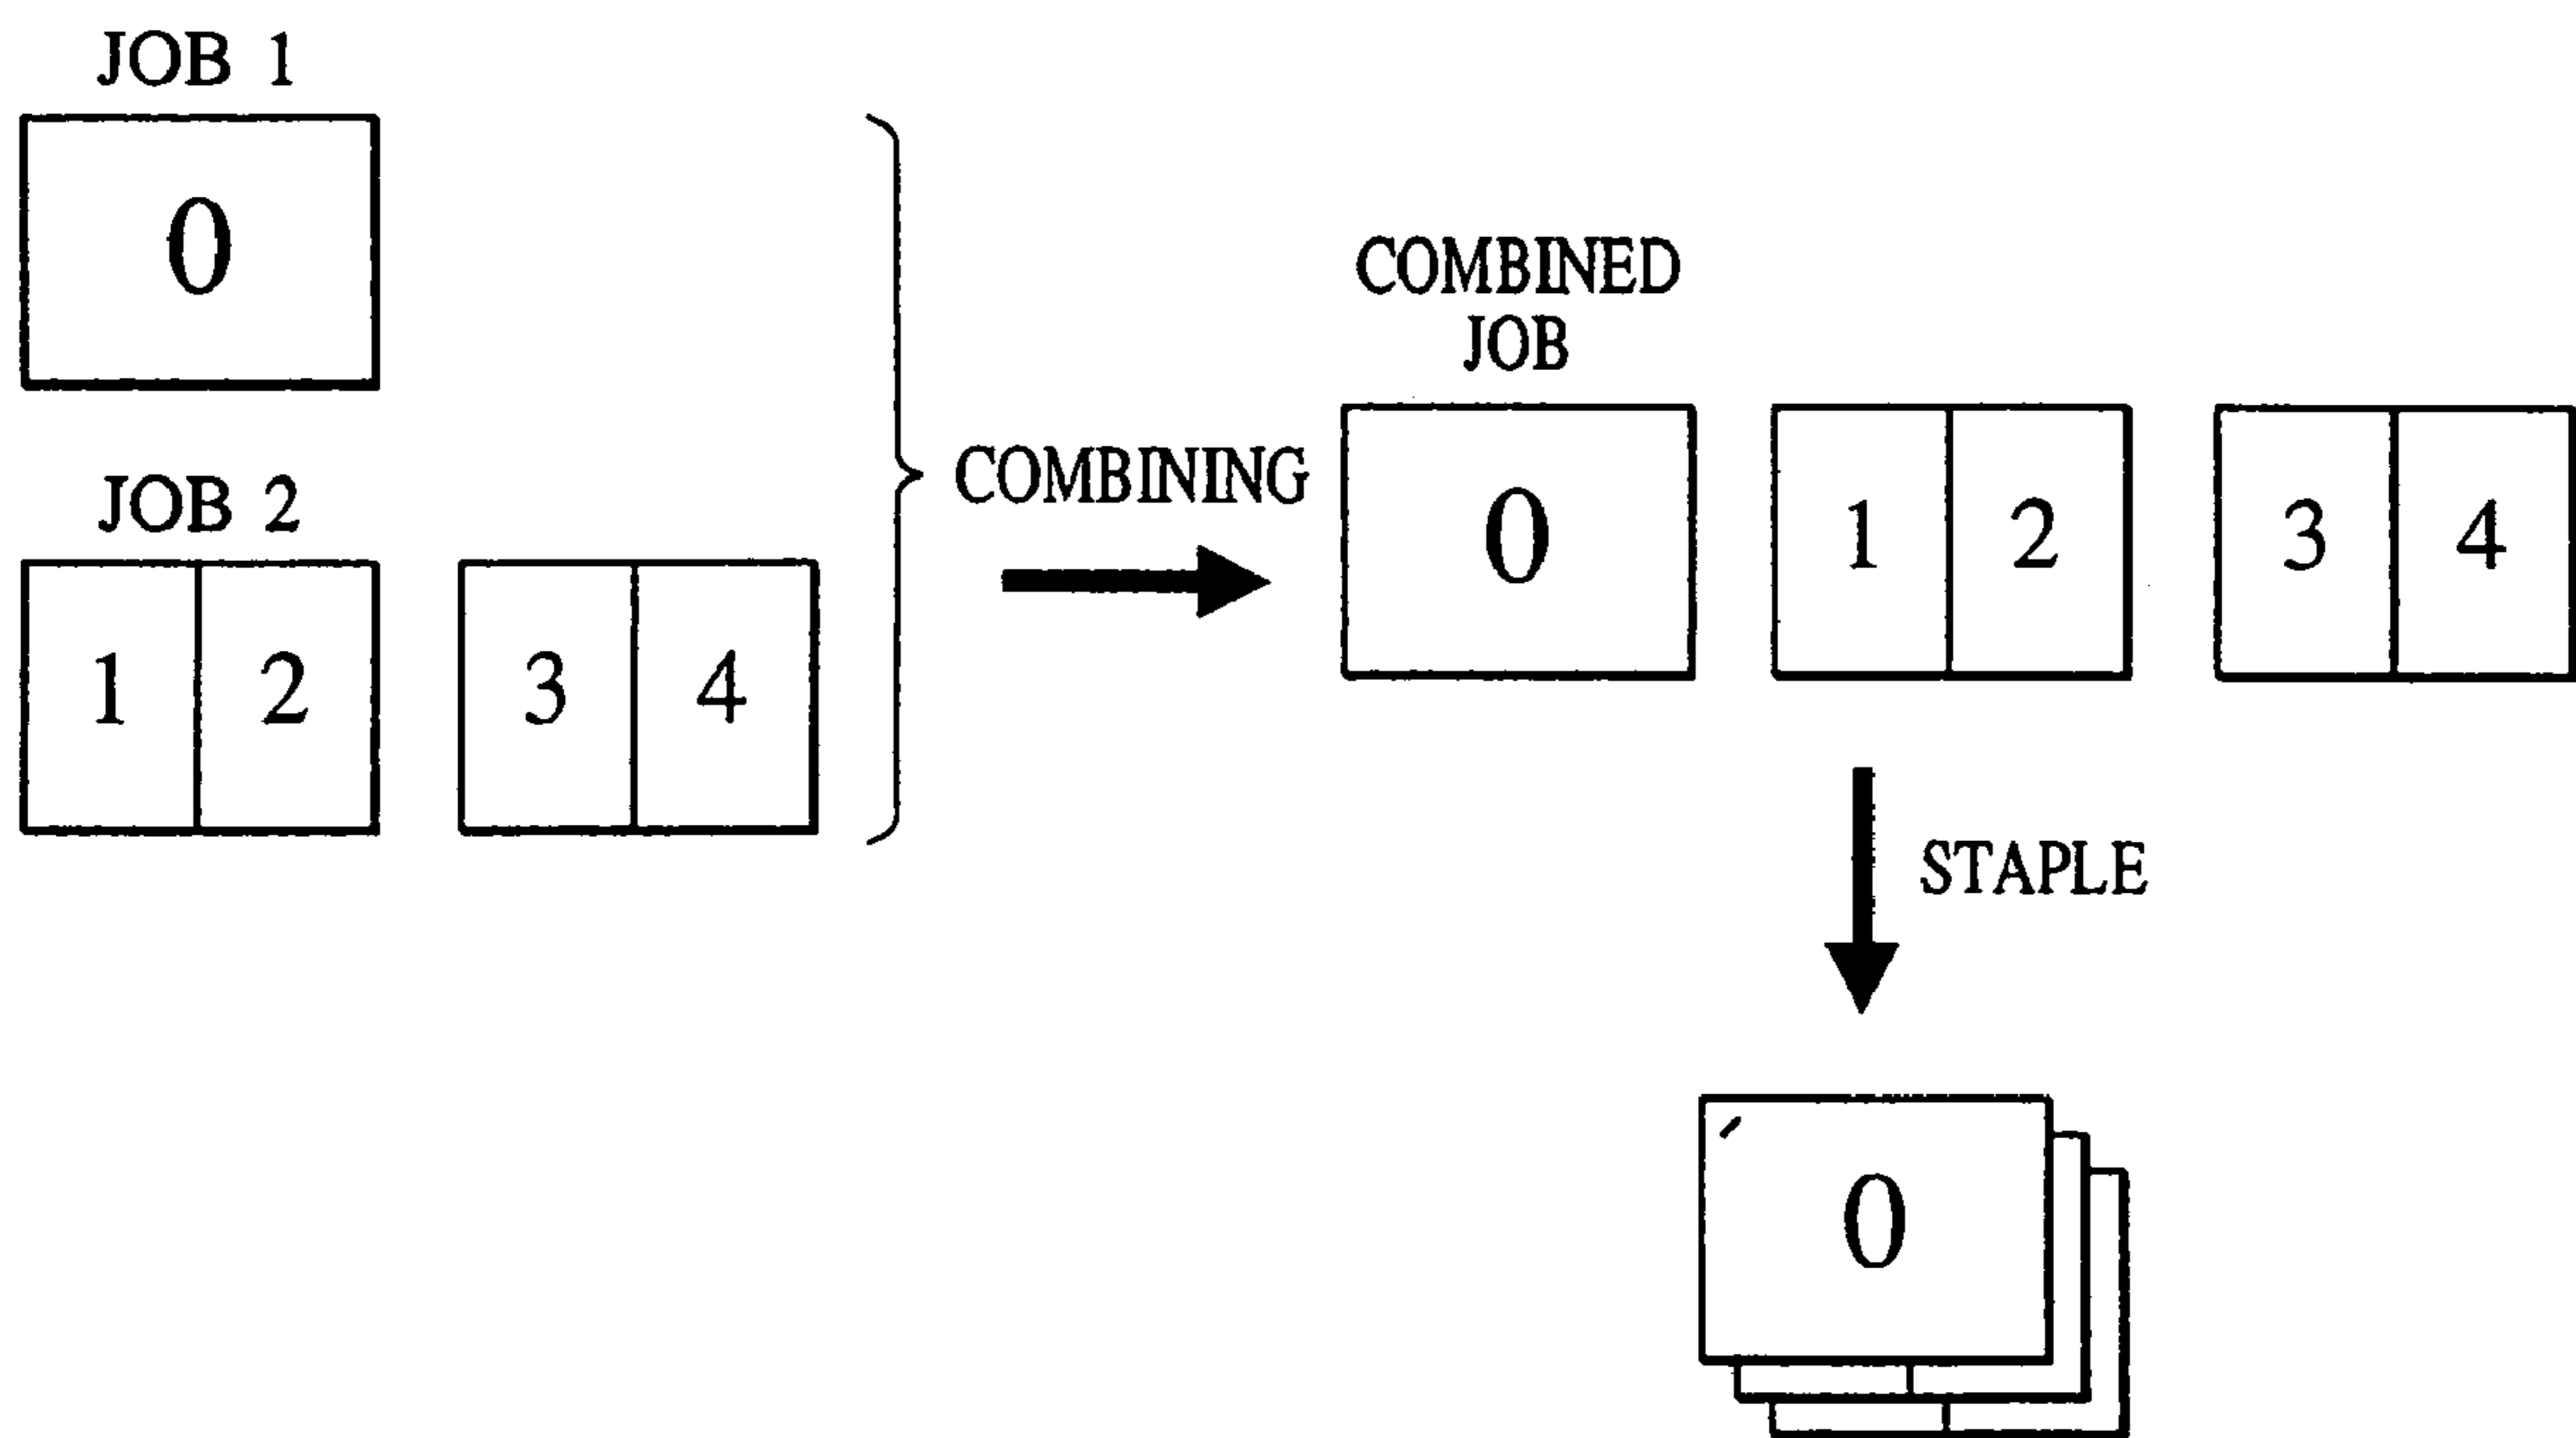 JOB 1
0
JOB 2
1 2 3 4
COMBINING
COMBINED
JOB
0 1 2 3 4
STAPLE
0